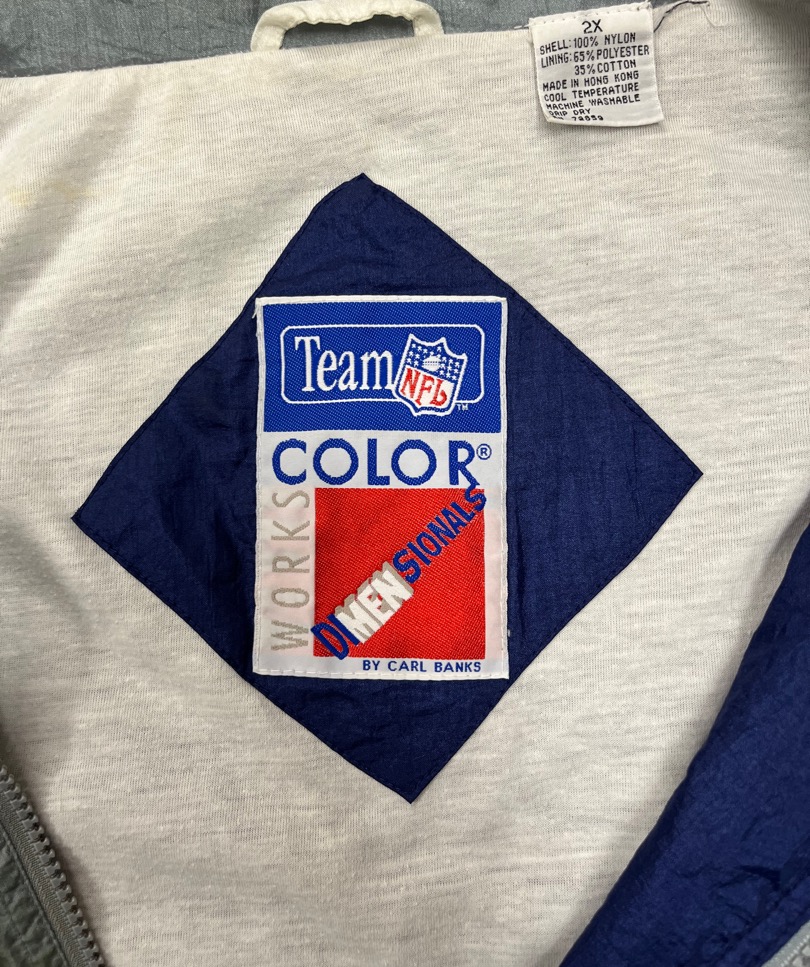 2X
SHELL: 100% NYLON
LINING: 65% POLYESTER
35% COTTON
MADE IN HONG KONG
COOL TEMPERATURE
MACHINE WASHABLE
DRIP DRY
Team NFL TM
COLOR®
WORKS
DIMENSIONALS
BY CARL BANKS